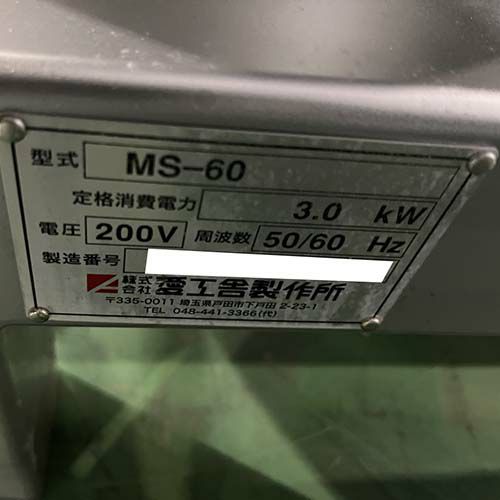 型式 MS-60
定格消費電力 3.0 kW
電圧 200V 周波数 50/60 Hz
製造番号
株式会社 愛工舎製作所
〒335-0011 埼玉県戸田市下戸田 2-23-1
TEL 048-441-3366(代)